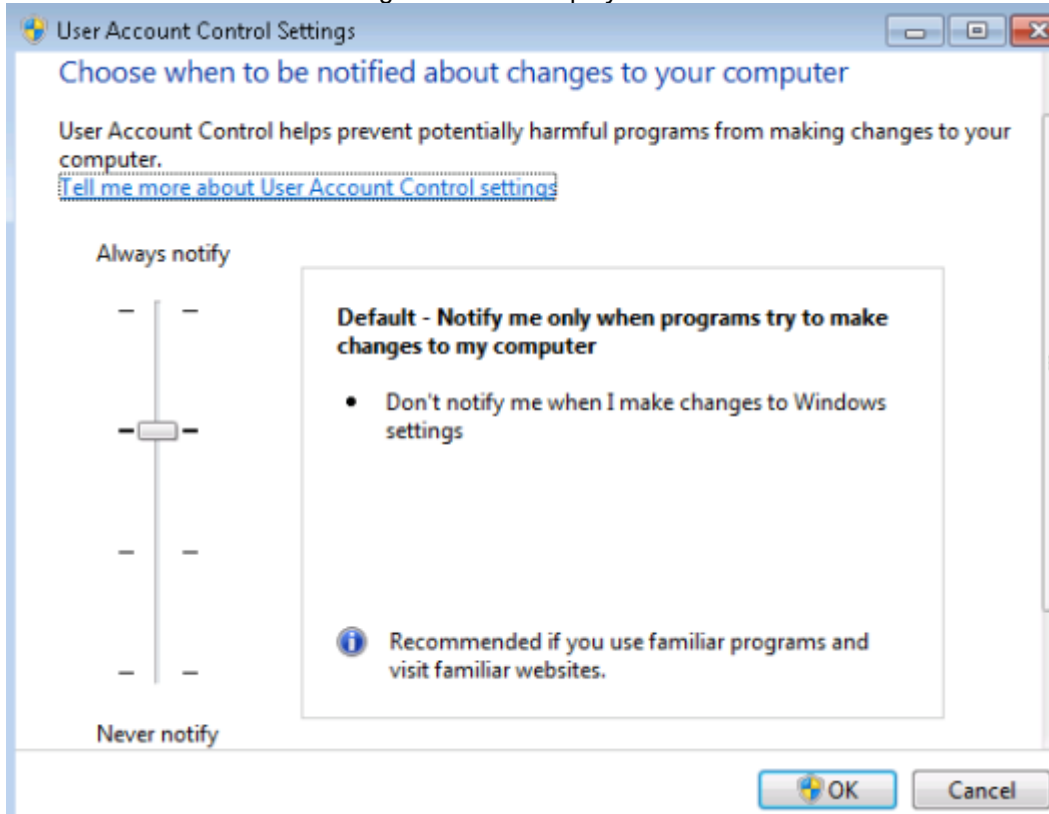 User Account Control Settings
Choose when to be notified about changes to your computer
User Account Control helps prevent potentially harmful programs from making changes to your
computer.
Tell me more about User Account Control settings
Always notify
Default - Notify me only when programs try to make
changes to my computer
• Don't notify me when I make changes to Windows
settings
Recommended if you use familiar programs and
visit familiar websites.
Never notify
OK Cancel